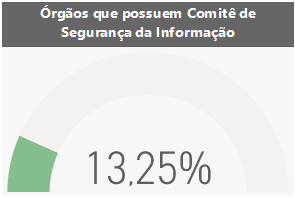 Órgãos que possuem Comitê de
Segurança da Informação
13,25%